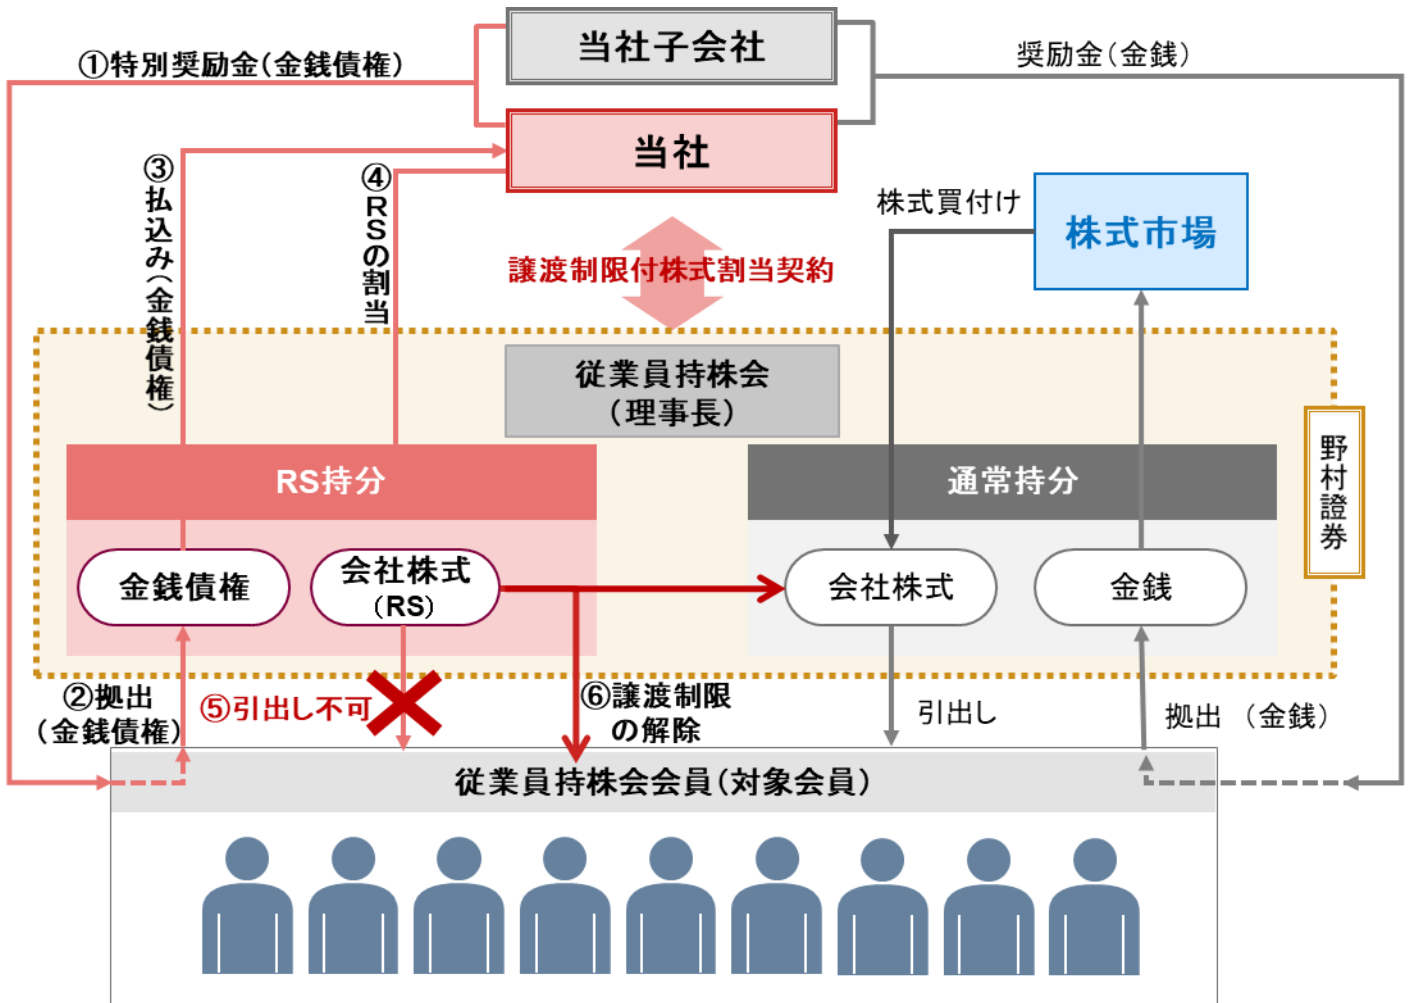 当社子会社
①特別奨励金(金銭債権)
奨励金(金銭)
当社
③払込み(金銭債権)
④RSの割当
株式買付け
株式市場
譲渡制限付株式割当契約
従業員持株会
(理事長)
野村證券
RS持分
通常持分
金銭債権
会社株式
(RS)
会社株式
金銭
②拠出
(金銭債権)
⑤引出し不可
⑥譲渡制限
の解除
引出し
拠出 (金銭)
従業員持株会会員(対象会員)